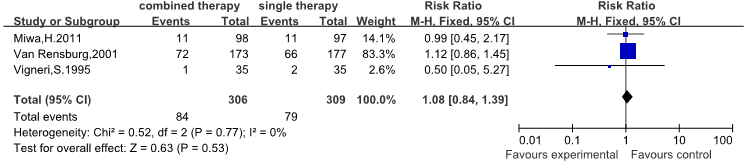 combined therapy single therapy Risk Ratio Risk Ratio
Study or Subgroup Events Total Events Total Weight M-H, Fixed, 95% CI M-H, Fixed, 95% CI
Miwa,H.2011 11 98 11 97 14.1% 0.99 [0.45, 2.17]
Van Rensburg,2001 72 173 66 177 83.3% 1.12 [0.86, 1.45]
Vigneri,S.1995 1 35 2 35 2.6% 0.50 [0.05, 5.27]
Total (95% CI) 306 309 100.0% 1.08 [0.84, 1.39]
Total events 84 79
Heterogeneity: Chi² = 0.52, df = 2 (P = 0.77); I² = 0%
Test for overall effect: Z = 0.63 (P = 0.53)
0.01 0.1 1 10 100
Favours experimental Favours control